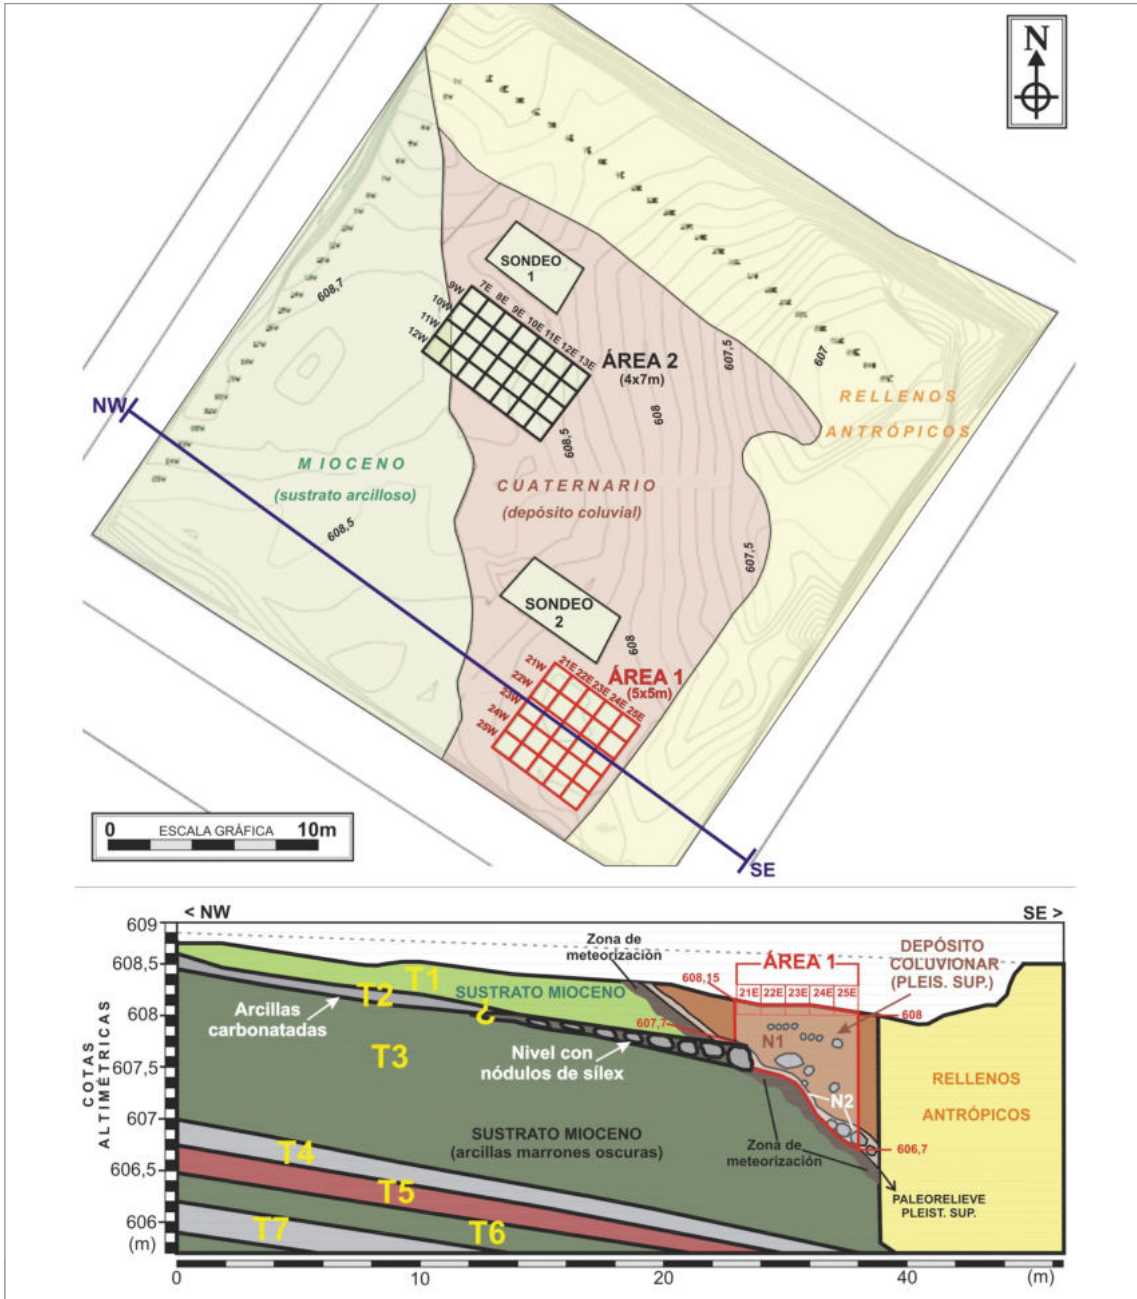 N
SONDEO
1
9W
10W
11W
12W
7E
8E
9E
10E
11E
12E
13E
ÁREA 2
(4x7m)
608,7
607,5
607
608
608,5
RELLENOS
ANTRÓPICOS
NW
MIOCENO
(sustrato arcilloso)
CUATERNARIO
(depósito coluvial)
608,5
607,5
SONDEO
2
608
21W
22W
23W
24W
25W
21E
22E
23E
24E
25E
ÁREA 1
(5x5m)
0 ESCALA GRÁFICA 10m
SE
< NW
SE >
COTAS
ALTIMÉTRICAS
609
608,5
608
607,5
607
606,5
606
(m)
Zona de
meteorización
DEPÓSITO
COLUVIONAR
(PLEIS. SUP.)
ÁREA 1
608,15
21E 22E 23E 24E 25E
608
T1
SUSTRATO MIOCENO
T2
?
Arcillas
carbonatadas
607,7
N1
Nivel con
nódulos de sílex
T3
N2
RELLENOS
ANTRÓPICOS
SUSTRATO MIOCENO
(arcillas marrones oscuras)
Zona de
meteorización
606,7
T4
T5
T6
T7
PALEORELIEVE
PLEIST. SUP.
0 10 20 40 (m)